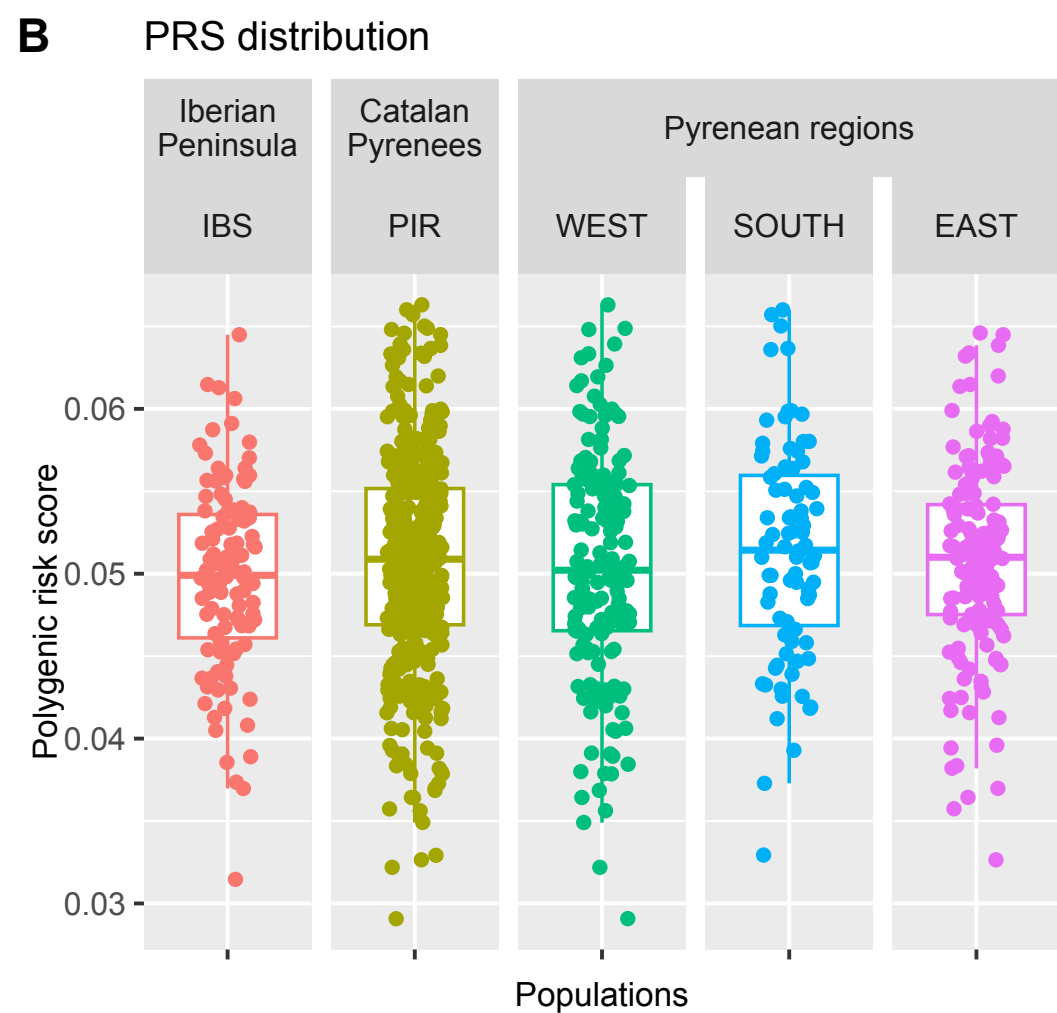 B PRS distribution
Iberian
Peninsula
Catalan
Pyrenees
Pyrenean regions
IBS
PIR
WEST
SOUTH
EAST
Polygenic risk score
0.06
0.05
0.04
0.03
Populations